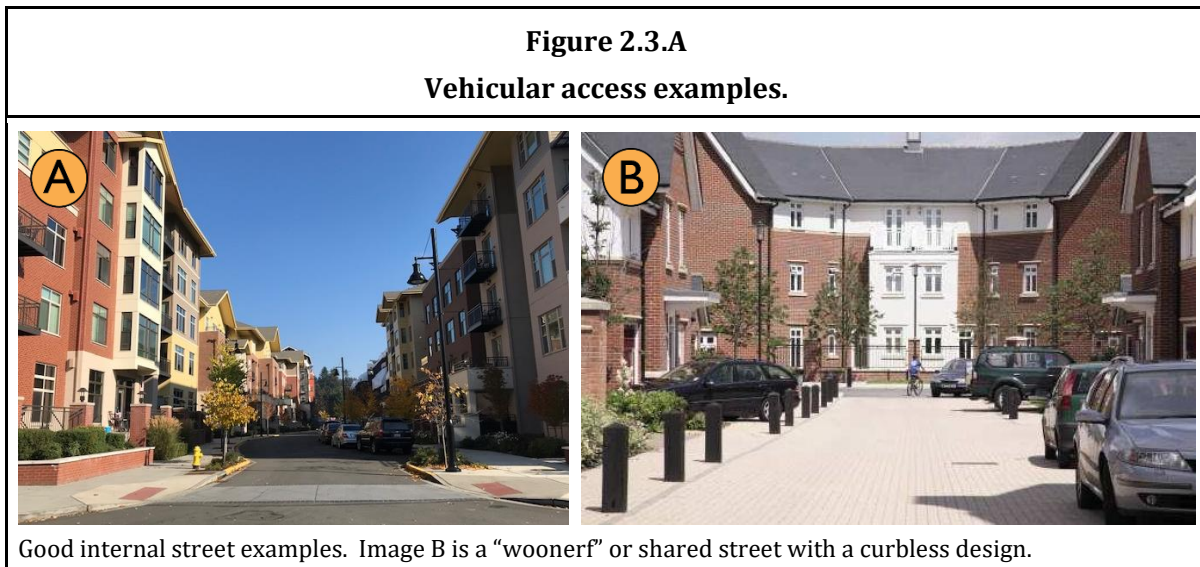 Figure 2.3.A
Vehicular access examples.
A
B
Good internal street examples.  Image B is a “woonerf” or shared street with a curbless design.